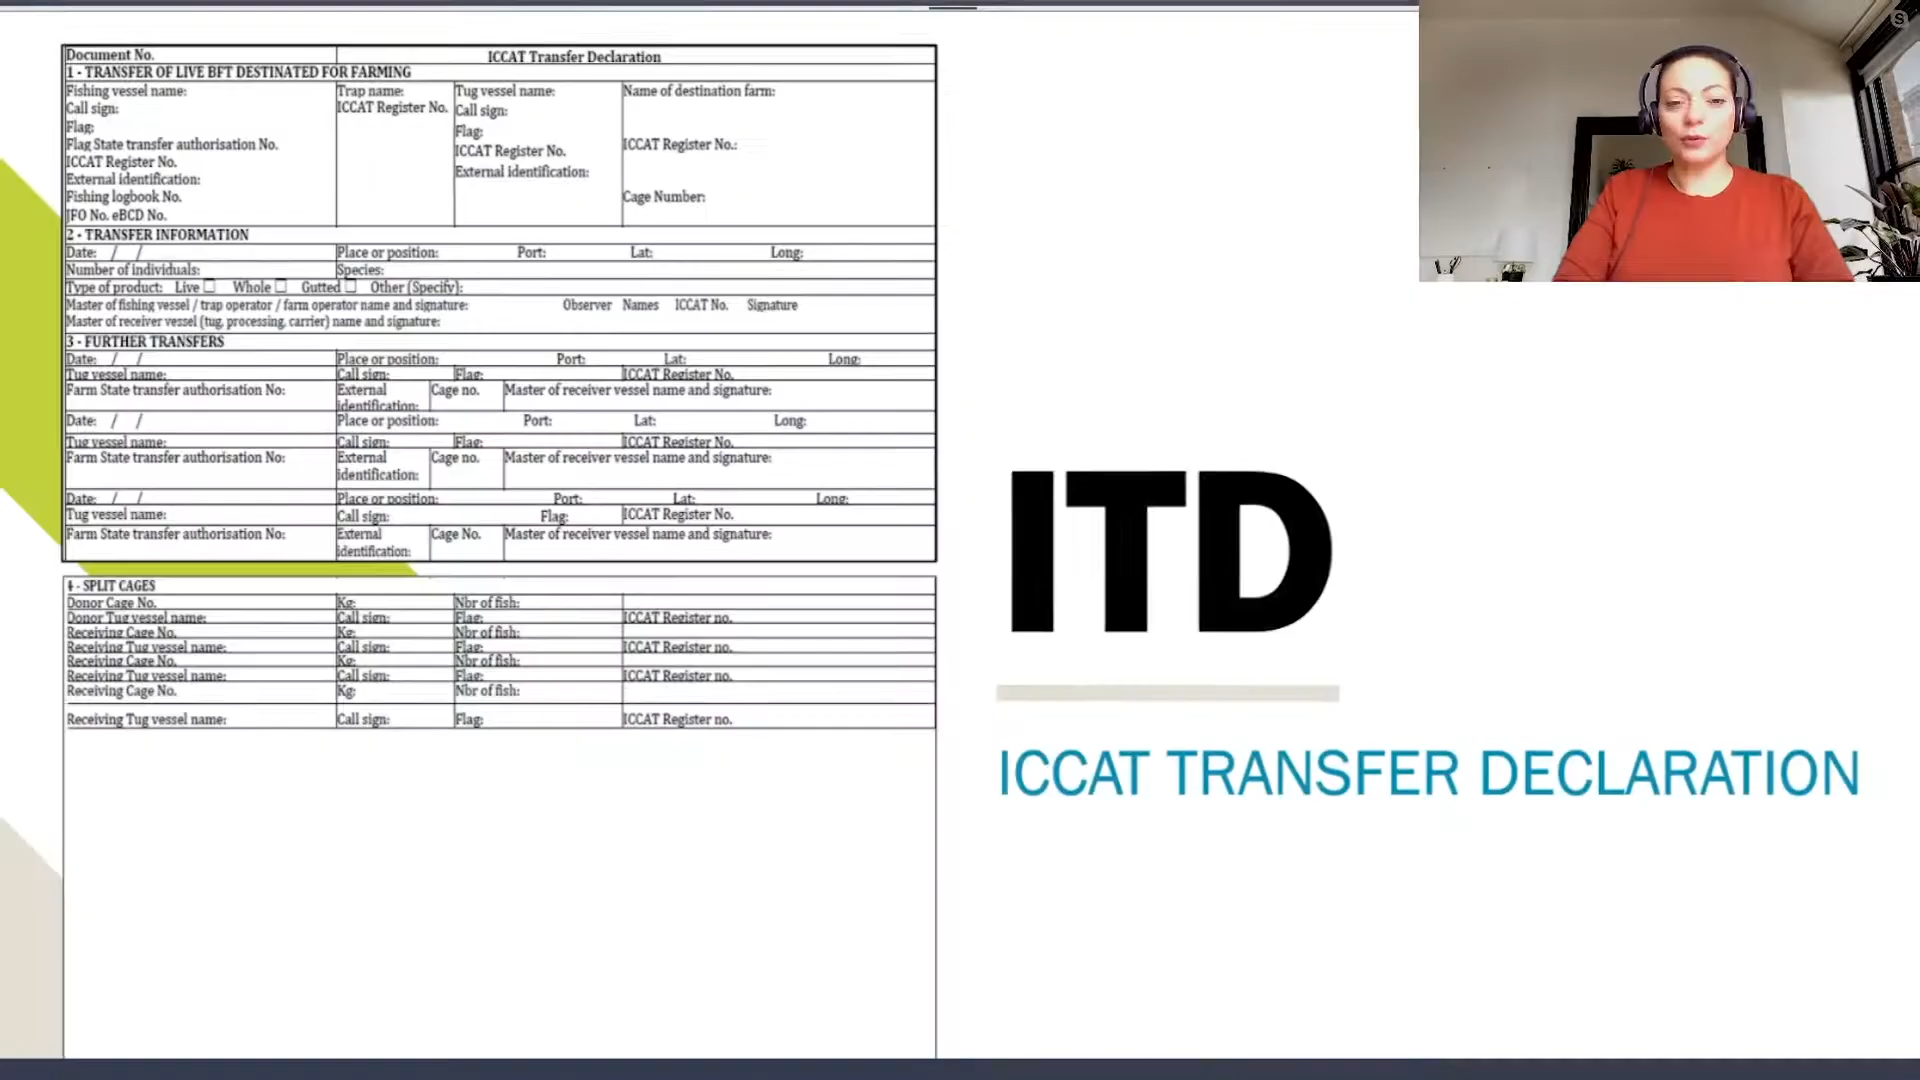 Document No. ICCAT Transfer Declaration
1 - TRANSFER OF LIVE BFT DESTINATED FOR FARMING
Fishing vessel name: Trap name: Tug vessel name: Name of destination farm:
Call sign: ICCAT Register No. Call sign:
Flag: Flag:
Flag State transfer authorisation No. ICCAT Register No. ICCAT Register No.:
ICCAT Register No. External identification:
External identification:
Fishing logbook No. Cage Number:
JFO No. eBCD No.
2 - TRANSFER INFORMATION
Date: / / Place or position: Port: Lat: Long:
Number of individuals: Species:
Type of product: Live Whole Gutted Other (Specify):
Master of fishing vessel / trap operator / farm operator name and signature: Observer Names ICCAT No. Signature
Master of receiver vessel (tug, processing, carrier) name and signature:
3 - FURTHER TRANSFERS
Date: / / Place or position: Port: Lat: Long:
Tug vessel name: Call sign: Flag: ICCAT Register No.
Farm State transfer authorisation No: External identification: Cage no. Master of receiver vessel name and signature:
Date: / / Place or position: Port: Lat: Long:
Tug vessel name: Call sign: Flag: ICCAT Register No.
Farm State transfer authorisation No: External identification: Cage no. Master of receiver vessel name and signature:
Date: / / Place or position: Port: Lat: Long:
Tug vessel name: Call sign: Flag: ICCAT Register No.
Farm State transfer authorisation No: External identification: Cage No. Master of receiver vessel name and signature:
4 - SPLIT CAGES
Donor Cage No. Kg: Nbr of fish:
Donor Tug vessel name: Call sign: Flag: ICCAT Register no.
Receiving Cage No. Kg: Nbr of fish:
Receiving Tug vessel name: Call sign: Flag: ICCAT Register no.
Receiving Cage No. Kg: Nbr of fish:
Receiving Tug vessel name: Call sign: Flag: ICCAT Register no.
Receiving Cage No. Kg: Nbr of fish:
Receiving Tug vessel name: Call sign: Flag: ICCAT Register no.
ITD
ICCAT TRANSFER DECLARATION
S